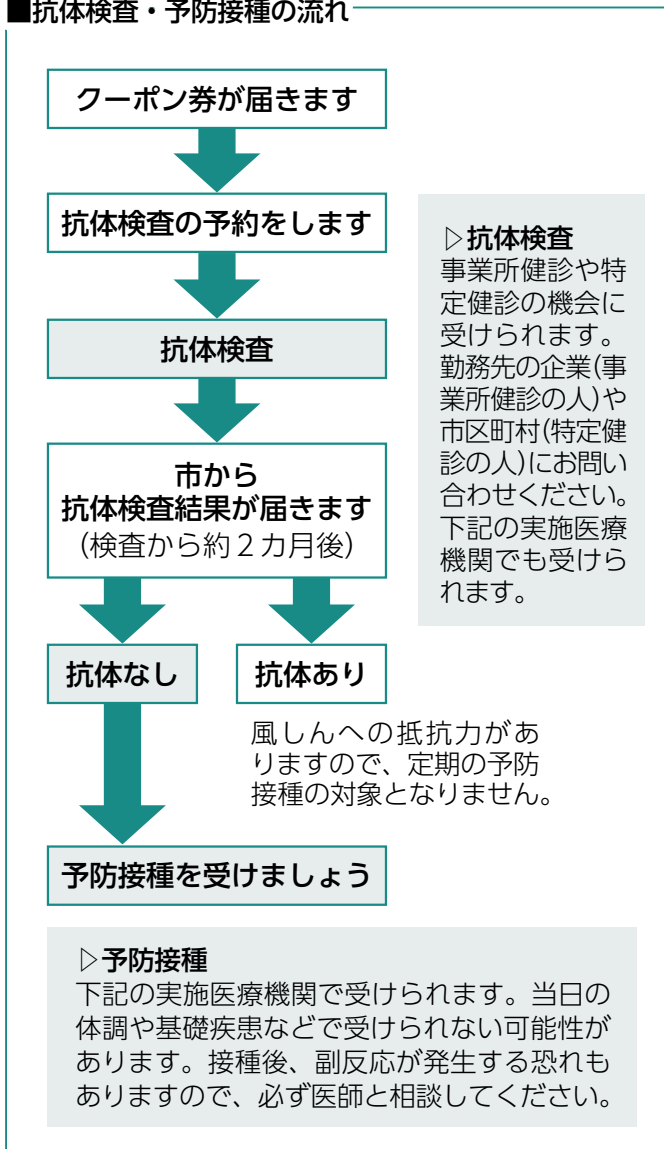 ■抗体検査・予防接種の流れ
クーポン券が届きます
抗体検査の予約をします
抗体検査
市から
抗体検査結果が届きます
（検査から約２カ月後）
抗体なし
抗体あり
風しんへの抵抗力があ
りますので、定期の予防
接種の対象となりません。
予防接種を受けましょう
▷抗体検査
事業所健診や特
定健診の機会に
受けられます。
勤務先の企業(事
業所健診の人)や
市区町村(特定健
診の人)にお問い
合わせください。
下記の実施医療
機関でも受けら
れます。
▷予防接種
下記の実施医療機関で受けられます。当日の
体調や基礎疾患などで受けられない可能性が
あります。接種後、副反応が発生する恐れも
ありますので、必ず医師と相談してください。